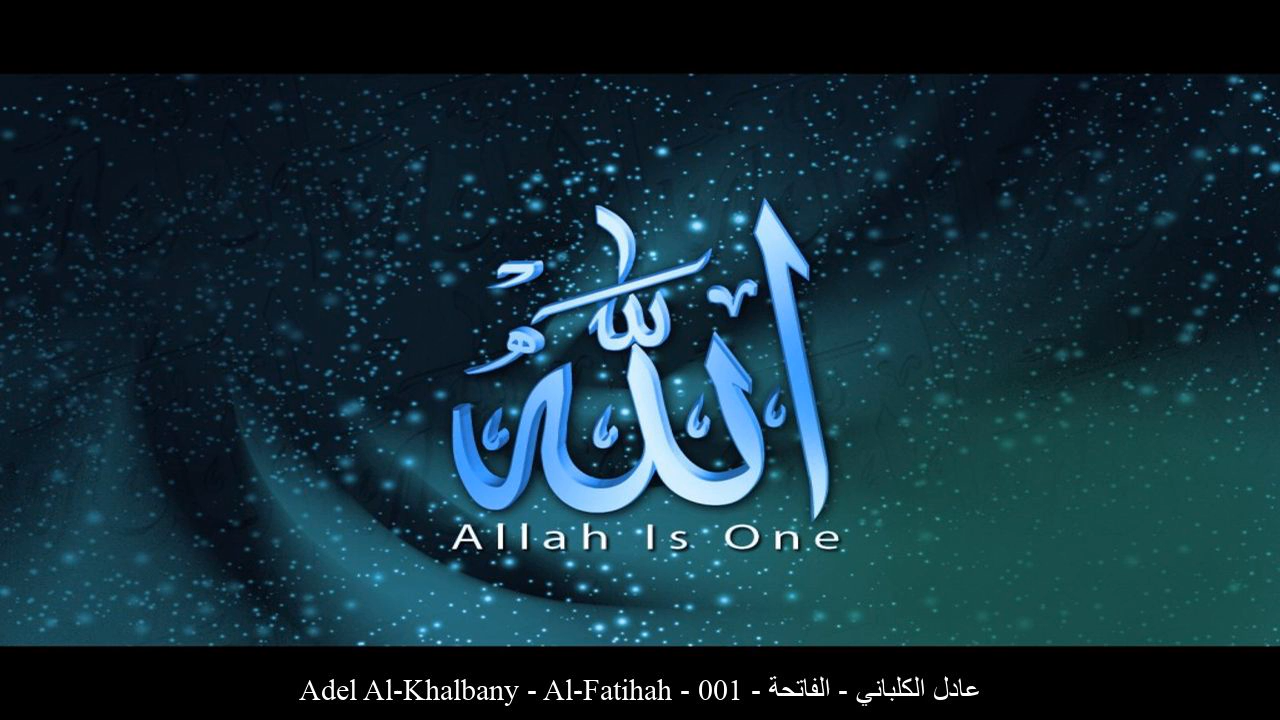 الله
Allah Is One
Adel Al-Khalbany - Al-Fatihah - 001 - عادل الكلباني - الفاتحة